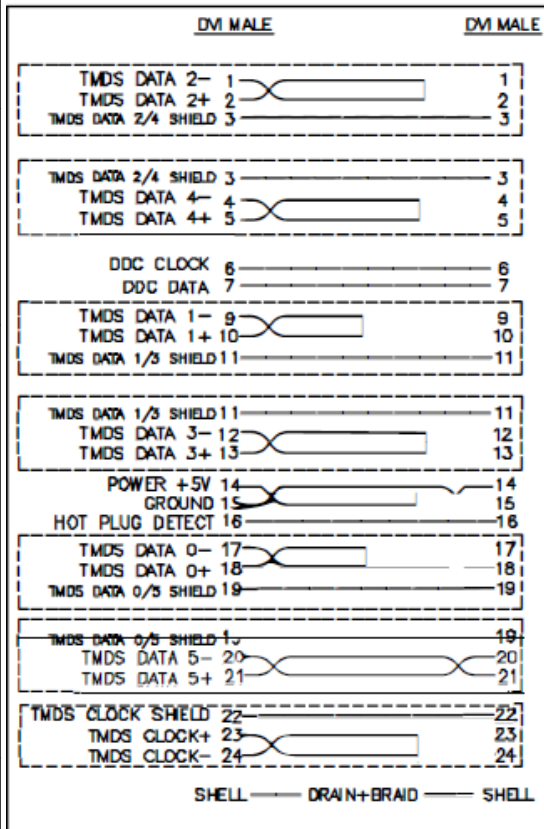 DVI MALE DVI MALE
TMDS DATA 2- 1 1
TMDS DATA 2+ 2 2
TMDS DATA 2/4 SHIELD 3 3
TMDS DATA 2/4 SHIELD 3 3
TMDS DATA 4- 4 4
TMDS DATA 4+ 5 5
DDC CLOCK 6 6
DDC DATA 7 7
TMDS DATA 1- 9 9
TMDS DATA 1+ 10 10
TMDS DATA 1/3 SHIELD 11 11
TMDS DATA 1/3 SHIELD 11 11
TMDS DATA 3- 12 12
TMDS DATA 3+ 13 13
POWER +5V 14 14
GROUND 15 15
HOT PLUG DETECT 16 16
TMDS DATA 0- 17 17
TMDS DATA 0+ 18 18
TMDS DATA 0/5 SHIELD 19 19
TMDS DATA 0/5 SHIELD 19 19
TMDS DATA 5- 20 20
TMDS DATA 5+ 21 21
TMDS CLOCK SHIELD 22 22
TMDS CLOCK+ 23 23
TMDS CLOCK- 24 24
SHELL DRAIN+BRAID SHELL